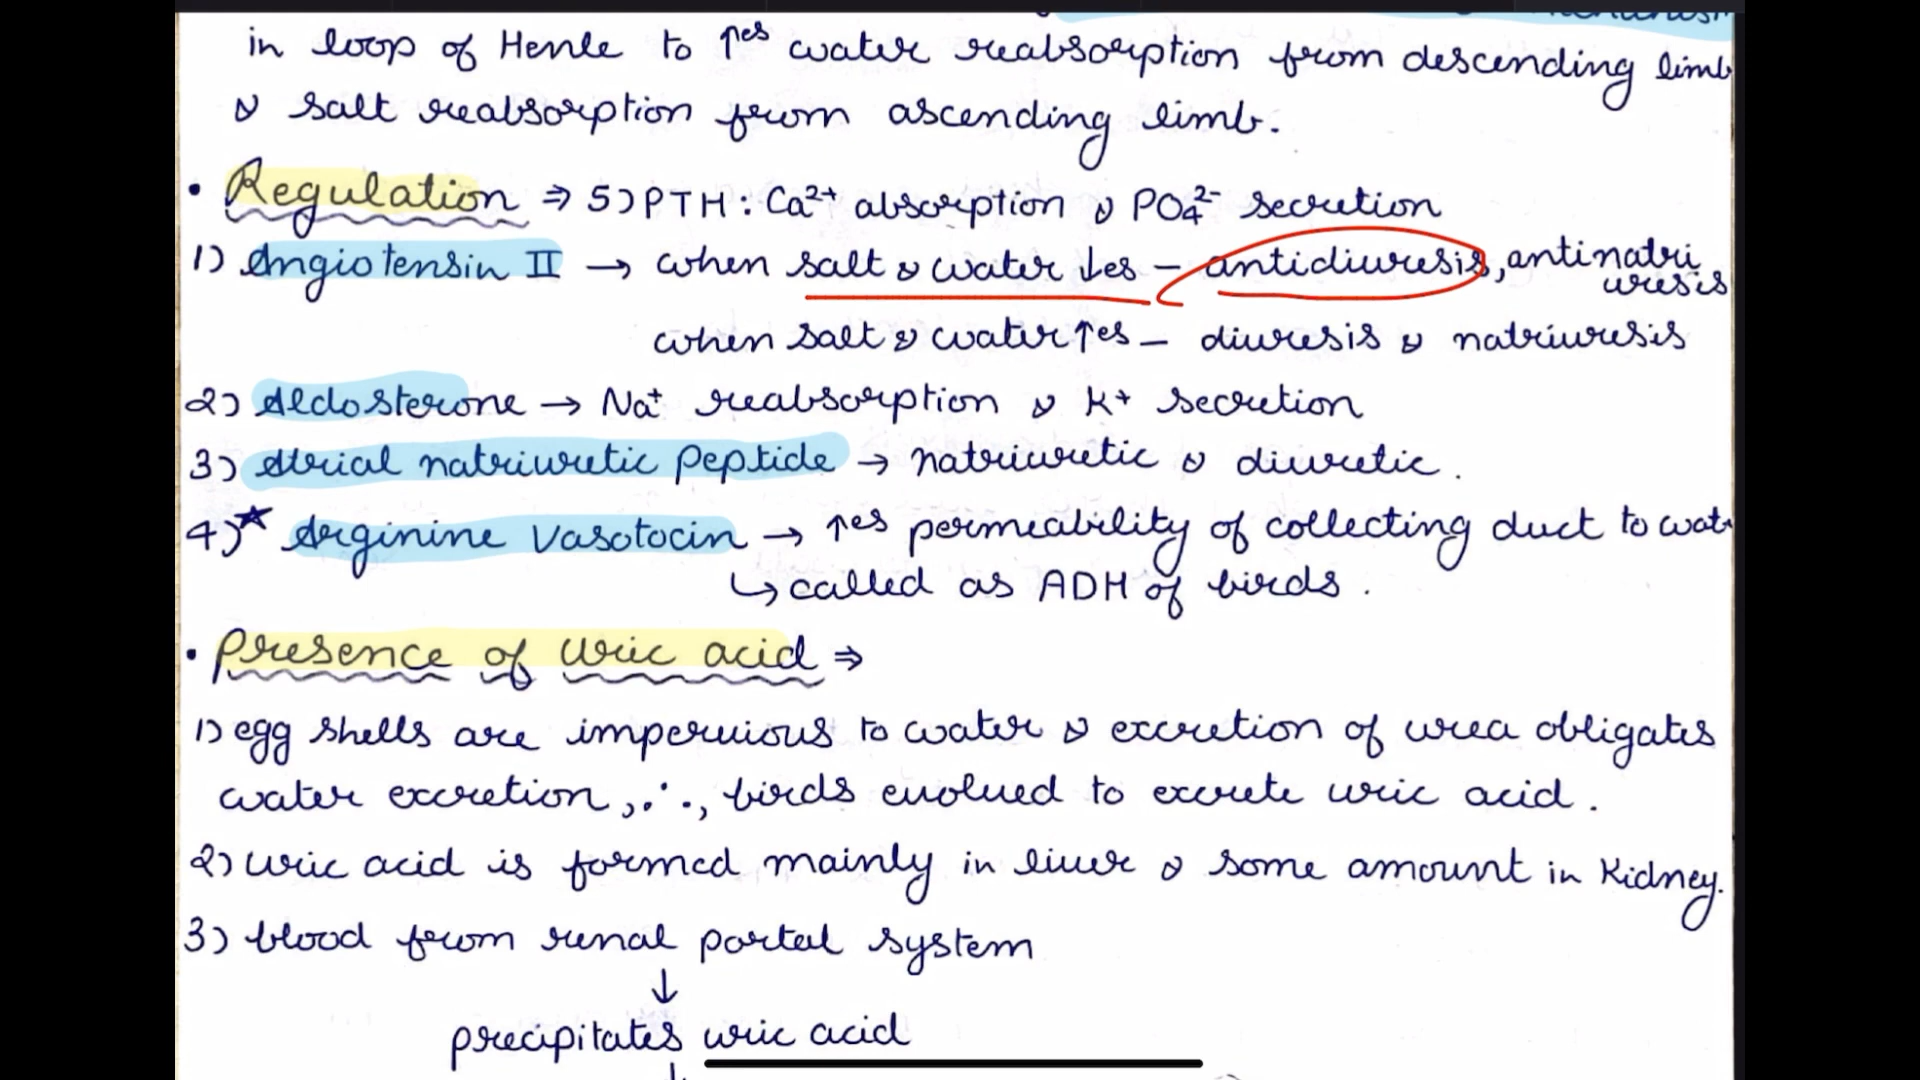 in loop of Henle to ↑es water reabsorption from descending limb
& salt reabsorption from ascending limb.
• Regulation ⇒ 5) PTH : Ca²⁺ absorption & PO₄²⁻ secretion
1) Angiotensin II → when salt & water ↓es – antidiuresis, antinatri
uresis
when salt & water ↑es – diuresis & natriuresis
2) Aldosterone → Na⁺ reabsorption & K⁺ secretion
3) Atrial natriuretic peptide → natriuretic & diuretic.
4)★ Arginine Vasotocin → ↑es permeability of collecting duct to wat
↳ called as ADH of birds.
• Presence of Uric acid ⇒
1) egg shells are impervious to water & excretion of urea obligates
water excretion, ∴, birds evolved to excrete uric acid.
2) Uric acid is formed mainly in liver & some amount in Kidney.
3) blood from renal portal system
↓
precipitates uric acid